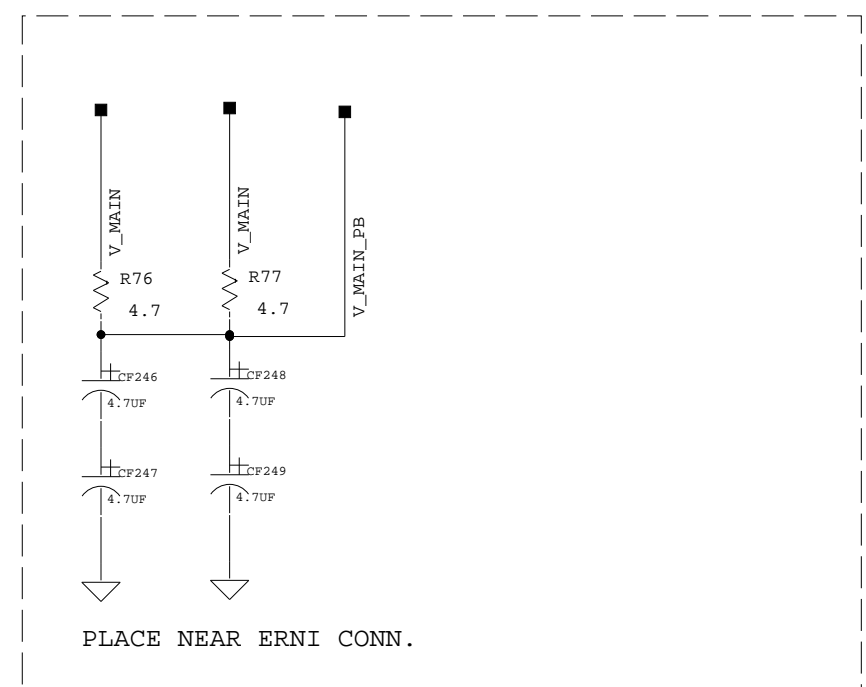 V_MAIN
V_MAIN
V_MAIN_PB
R76
4.7
R77
4.7
CF246
4.7UF
CF248
4.7UF
CF247
4.7UF
CF249
4.7UF
PLACE NEAR ERNI CONN.